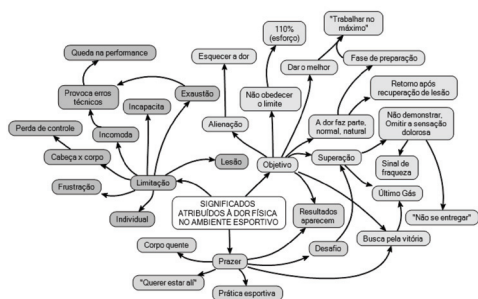 110%
(esforço)
"Trabalhar no
máximo"
Queda na performance
Esquecer a dor
Dar o melhor
Fase de preparação
Provoca erros
técnicos
Exaustão
Incapacita
Não obedecer
o limite
Retorno após
recuperação de lesão
Perda de controle
Incomoda
Alienação
A dor faz parte,
normal, natural
Não demonstrar,
Omitir a sensação
dolorosa
Cabeça x corpo
Lesão
Objetivo
Superação
Sinal de
fraqueza
Frustração
Limitação
Individual
SIGNIFICADOS
ATRIBUÍDOS À DOR FÍSICA
NO AMBIENTE ESPORTIVO
Resultados
aparecem
Último Gás
"Não se entregar"
Corpo quente
Desafio
Busca pela vitória
Prazer
"Querer estar ali"
Prática esportiva